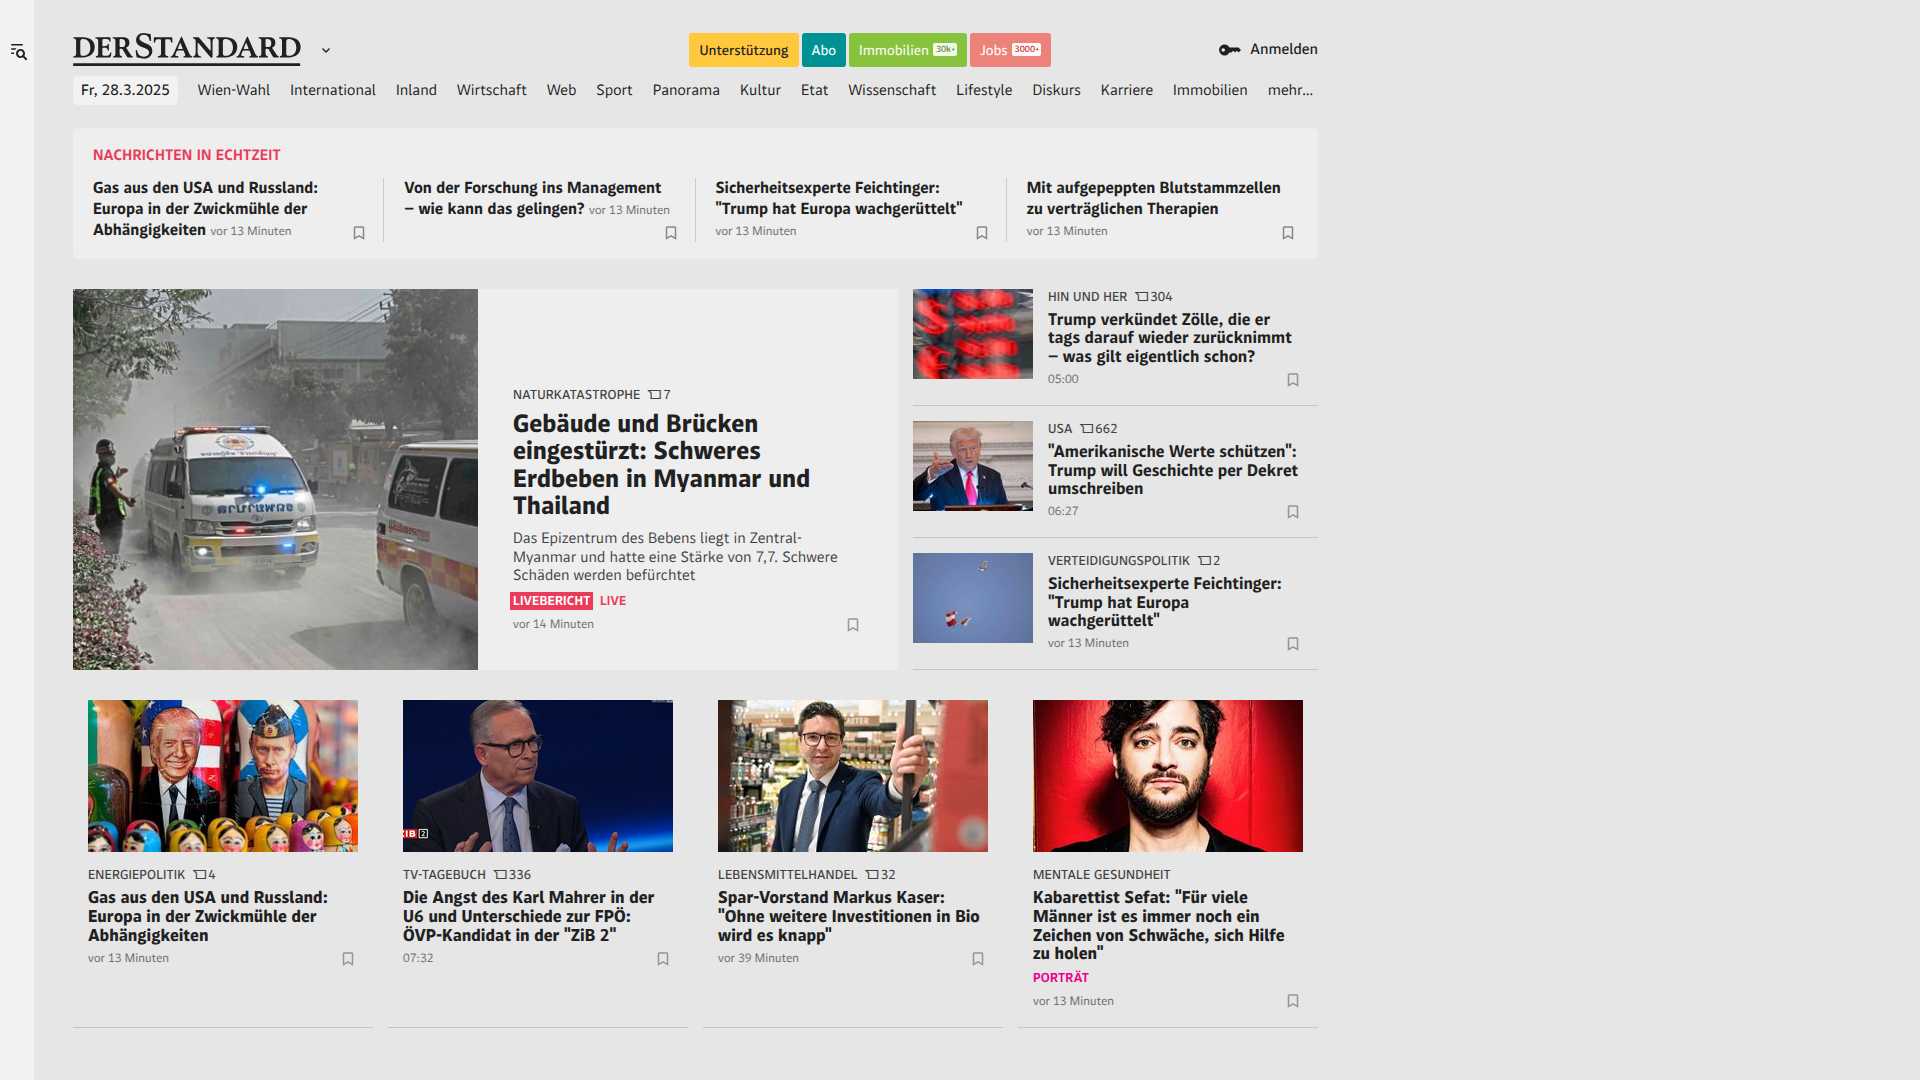 DERSTANDARD
Unterstützung
Abo
Immobilien 30k+
Jobs 3000+
Anmelden
Fr, 28.3.2025
Wien-Wahl
International
Inland
Wirtschaft
Web
Sport
Panorama
Kultur
Etat
Wissenschaft
Lifestyle
Diskurs
Karriere
Immobilien
mehr...
NACHRICHTEN IN ECHTZEIT
Gas aus den USA und Russland:
Europa in der Zwickmühle der
Abhängigkeiten vor 13 Minuten
Von der Forschung ins Management
– wie kann das gelingen? vor 13 Minuten
Sicherheitsexperte Feichtinger:
"Trump hat Europa wachgerüttelt"
vor 13 Minuten
Mit aufgepeppten Blutstammzellen
zu verträglichen Therapien
vor 13 Minuten
NATURKATASTROPHE 7
Gebäude und Brücken
eingestürzt: Schweres
Erdbeben in Myanmar und
Thailand
Das Epizentrum des Bebens liegt in Zentral-
Myanmar und hatte eine Stärke von 7,7. Schwere
Schäden werden befürchtet
LIVEBERICHT LIVE
vor 14 Minuten
HIN UND HER 304
Trump verkündet Zölle, die er
tags darauf wieder zurücknimmt
– was gilt eigentlich schon?
05:00
USA 662
"Amerikanische Werte schützen":
Trump will Geschichte per Dekret
umschreiben
06:27
VERTEIDIGUNGSPOLITIK 2
Sicherheitsexperte Feichtinger:
"Trump hat Europa
wachgerüttelt"
vor 13 Minuten
ENERGIEPOLITIK 4
Gas aus den USA und Russland:
Europa in der Zwickmühle der
Abhängigkeiten
vor 13 Minuten
ZIB 2
TV-TAGEBUCH 336
Die Angst des Karl Mahrer in der
U6 und Unterschiede zur FPÖ:
ÖVP-Kandidat in der "ZiB 2"
07:32
LEBENSMITTELHANDEL 32
Spar-Vorstand Markus Kaser:
"Ohne weitere Investitionen in Bio
wird es knapp"
vor 39 Minuten
MENTALE GESUNDHEIT
Kabarettist Sefat: "Für viele
Männer ist es immer noch ein
Zeichen von Schwäche, sich Hilfe
zu holen"
PORTRÄT
vor 13 Minuten